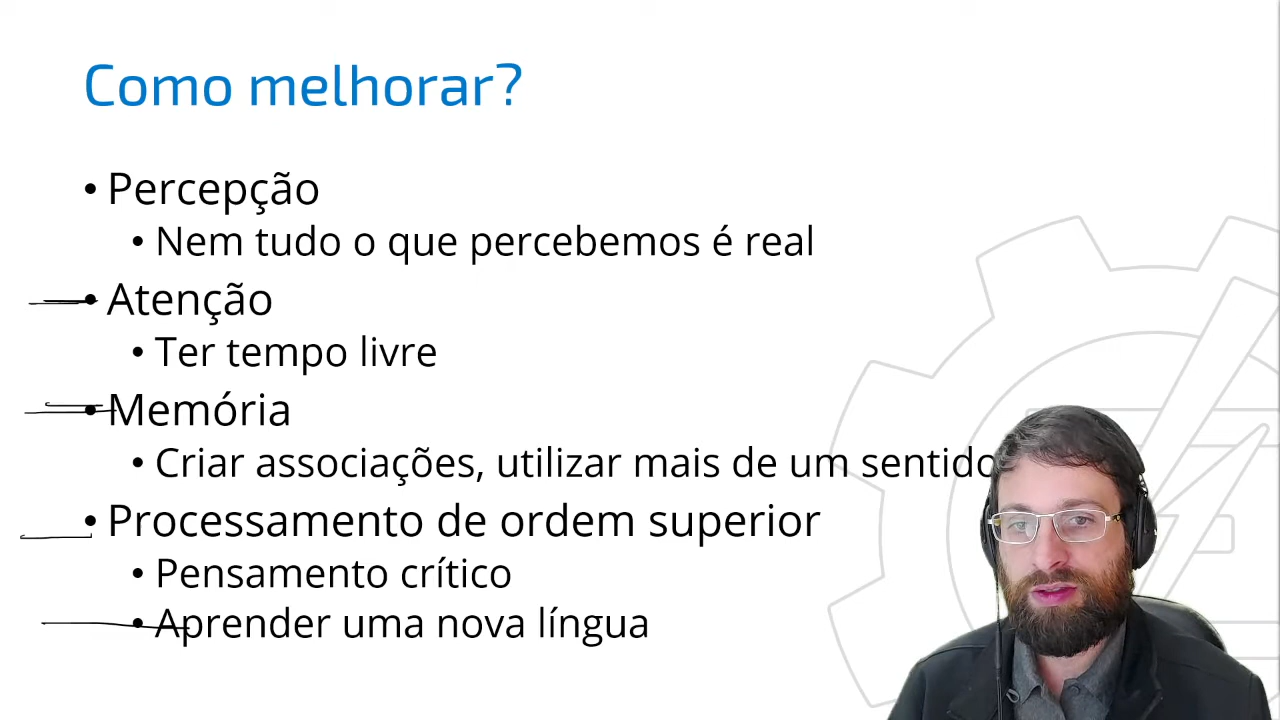 Como melhorar?
• Percepção
• Nem tudo o que percebemos é real
• Atenção
• Ter tempo livre
• Memória
• Criar associações, utilizar mais de um sentido
• Processamento de ordem superior
• Pensamento crítico
• Aprender uma nova língua